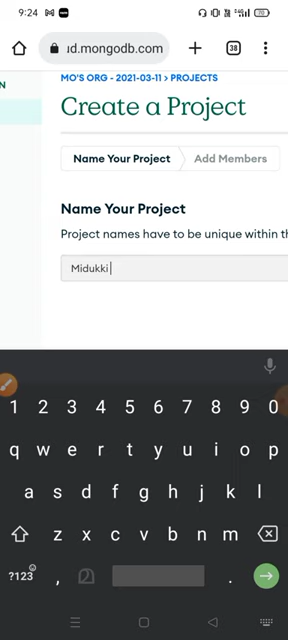 9:24
70
38
ud.mongodb.com
N
MO'S ORG - 2021-03-11 > PROJECTS
Create a Project
Name Your Project
Add Members
Name Your Project
Project names have to be unique within th
Midukki
1 2 3 4 5 6 7 8 9 0
q w e r t y u i o p
a s d f g h j k l
z x c v b n m
?123 , .